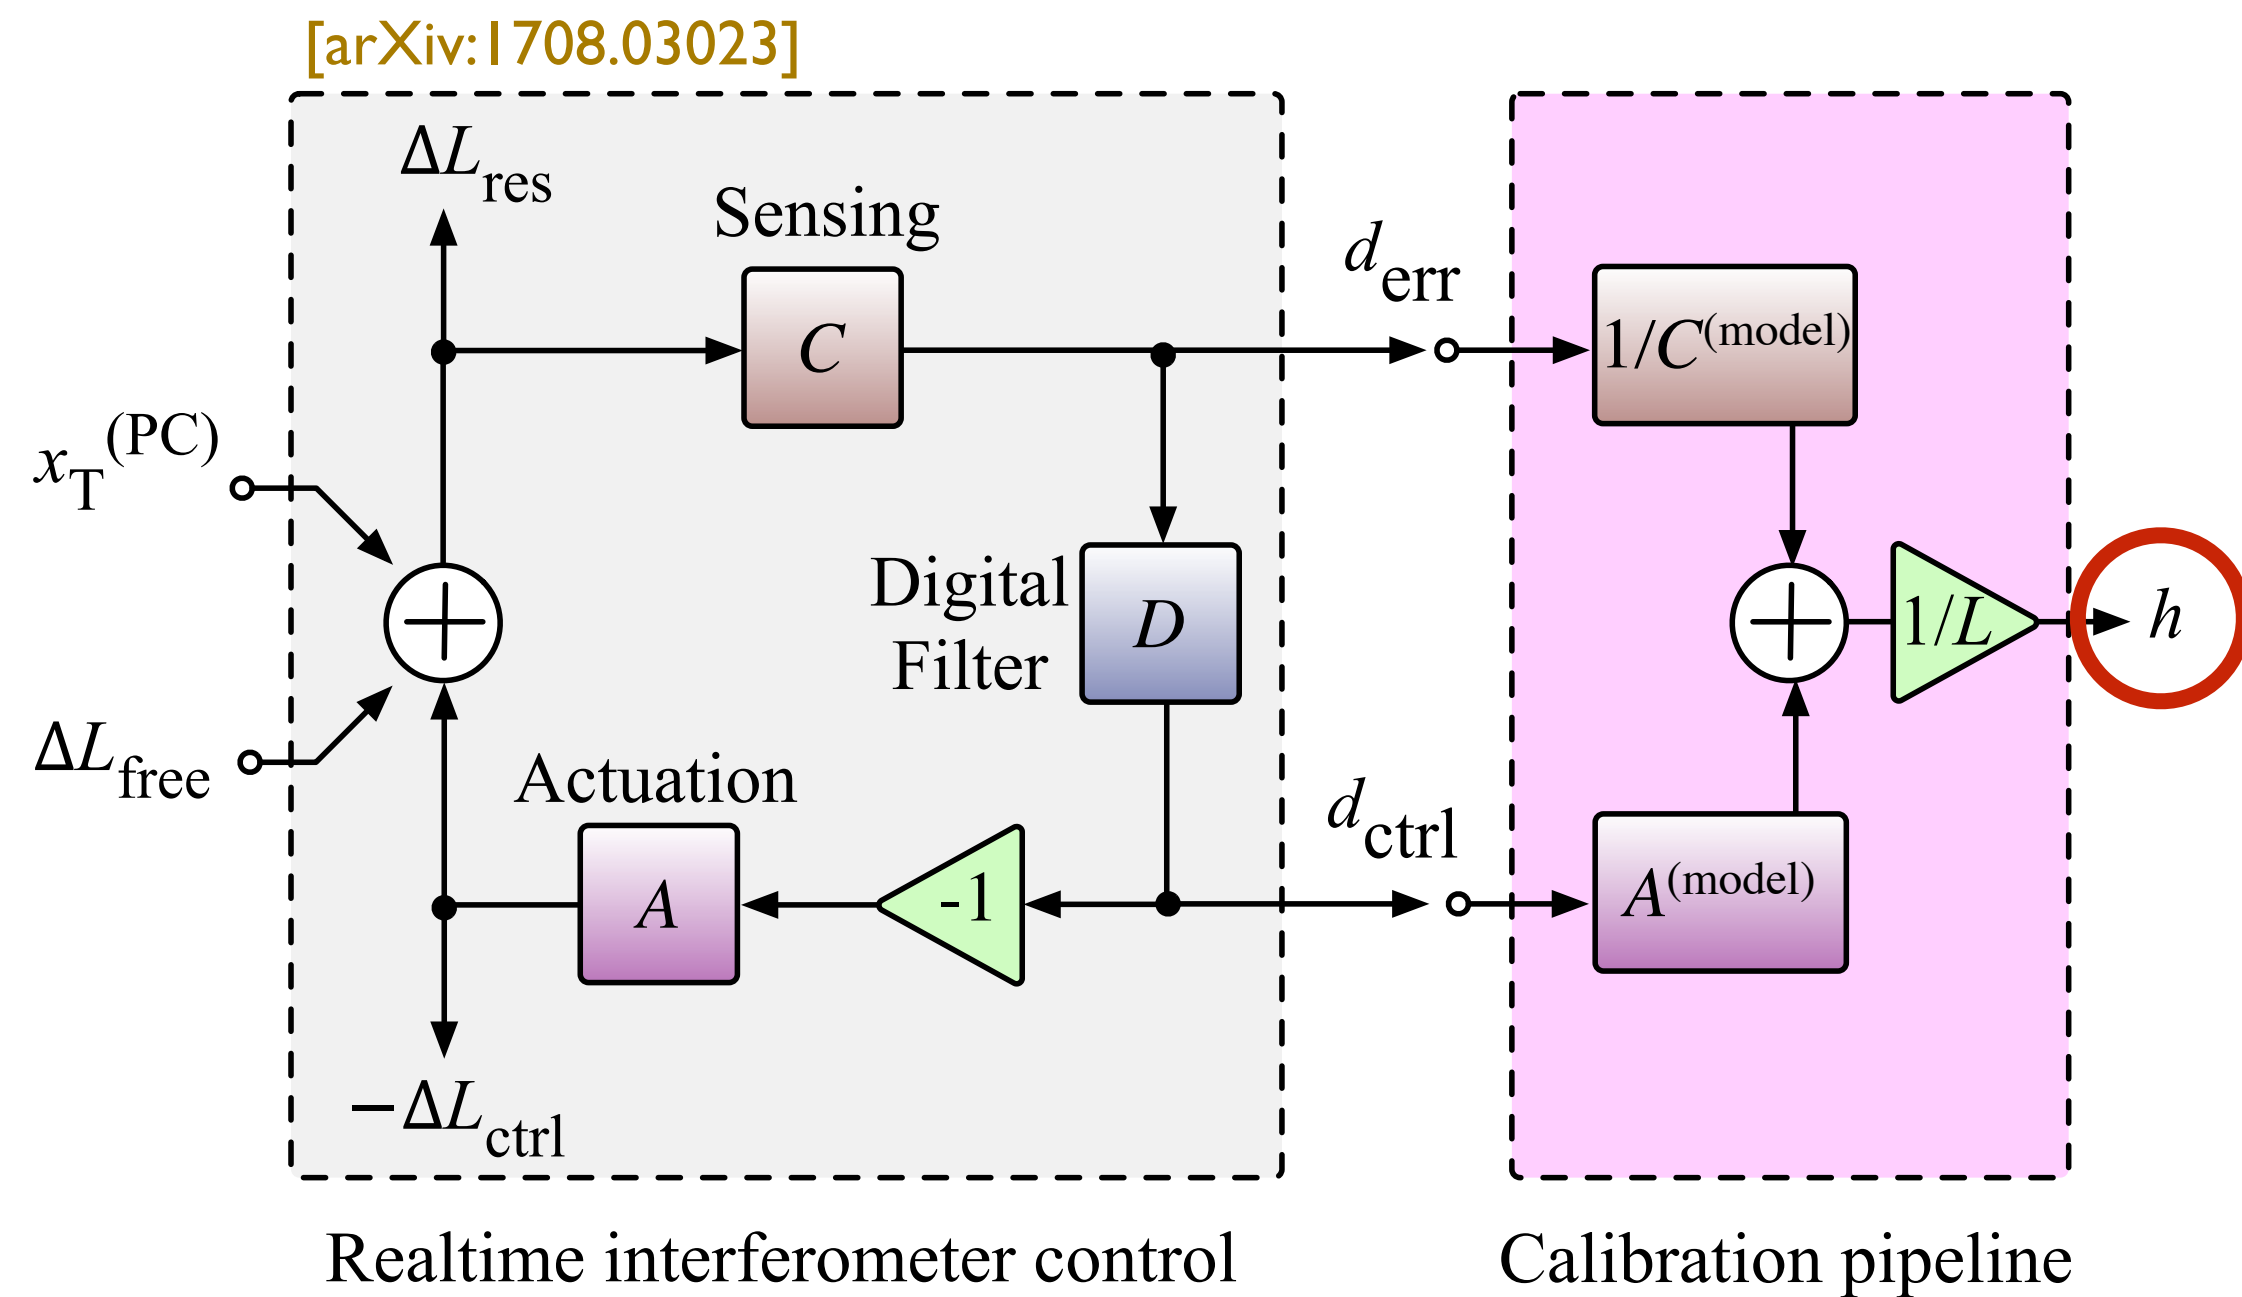 [arXiv:1708.03023]
ΔL_res
Sensing
C
d_err
1/C^(model)
x_T^(PC)
Digital
Filter
D
1/L
h
ΔL_free
Actuation
A
-1
d_ctrl
A^(model)
−ΔL_ctrl
Realtime interferometer control
Calibration pipeline